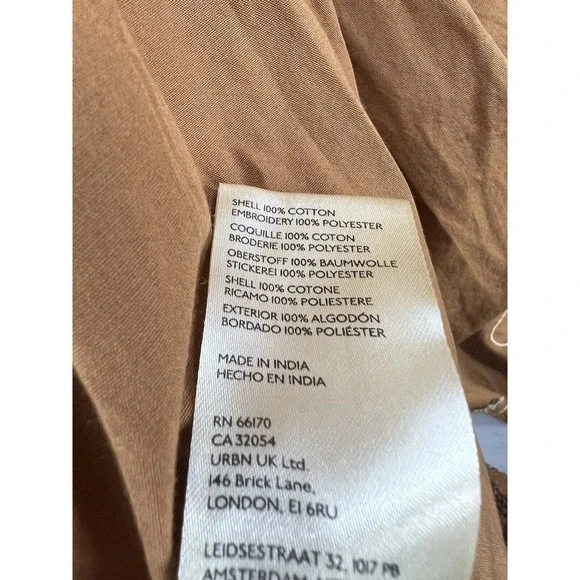 SHELL 100% COTTON
EMBROIDERY 100% POLYESTER
COQUILLE 100% COTON
BRODERIE 100% POLYESTER
OBERSTOFF 100% BAUMWOLLE
STICKEREI 100% POLYESTER
SHELL 100% COTONE
RICAMO 100% POLIESTERE
EXTERIOR 100% ALGODÓN
BORDADO 100% POLIÉSTER
MADE IN INDIA
HECHO EN INDIA
RN 66170
CA 32054
URBN UK Ltd.
146 Brick Lane,
LONDON, E1 6RU
LEIDSESTRAAT 32, 1017 PB
AMSTERDAM